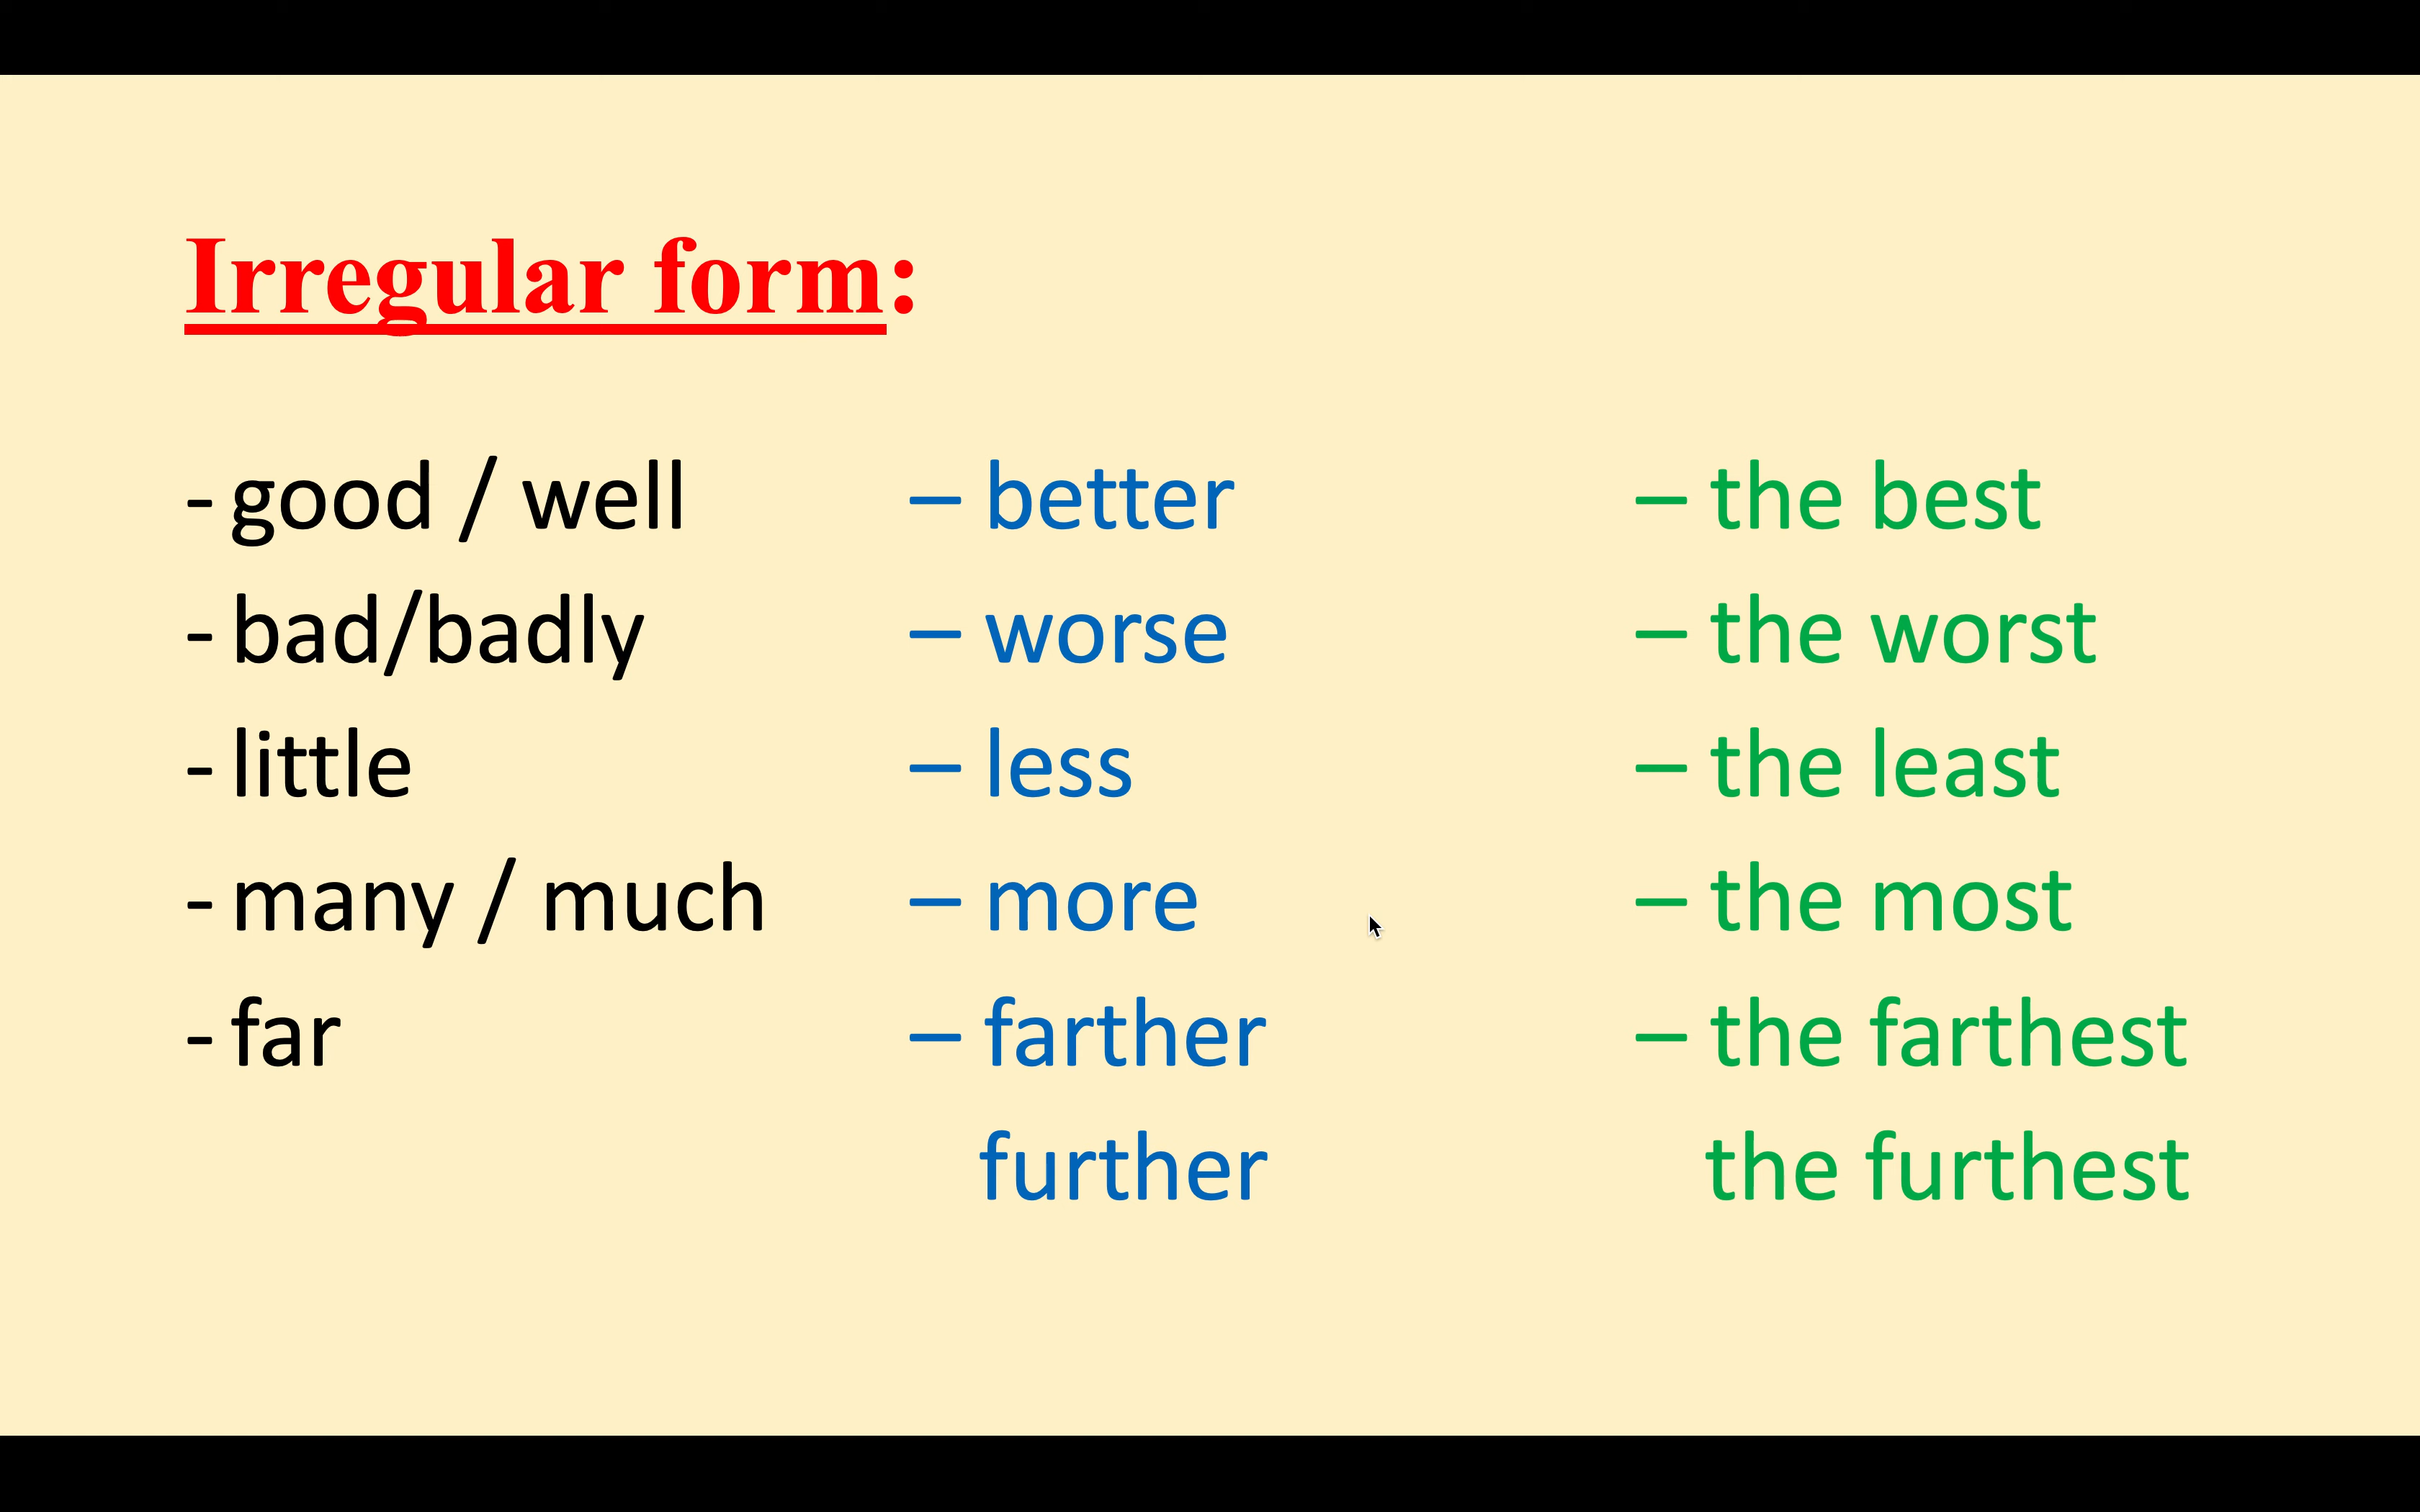 Irregular form:
- good / well – better – the best
- bad/badly – worse – the worst
- little – less – the least
- many / much – more – the most
- far – farther – the farthest
further the furthest